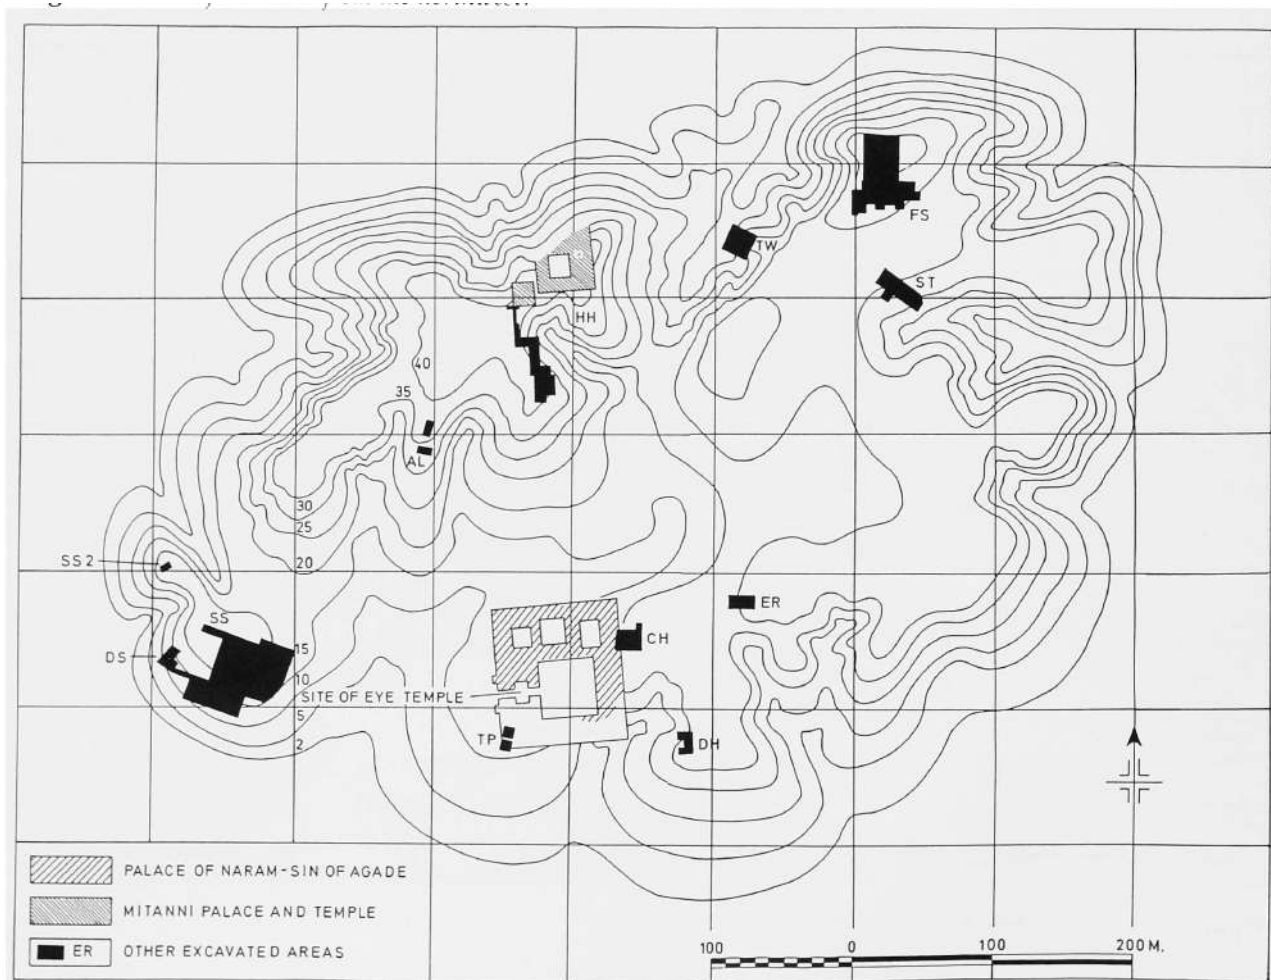 FS
TW
ST
HH
40
35
AL
30
25
SS2
20
ER
SS
CH
15
DS
10
SITE OF EYE TEMPLE
5
TP
DH
2
PALACE OF NARAM-SIN OF AGADE
MITANNI PALACE AND TEMPLE
ER OTHER EXCAVATED AREAS
100 0 100 200 M.